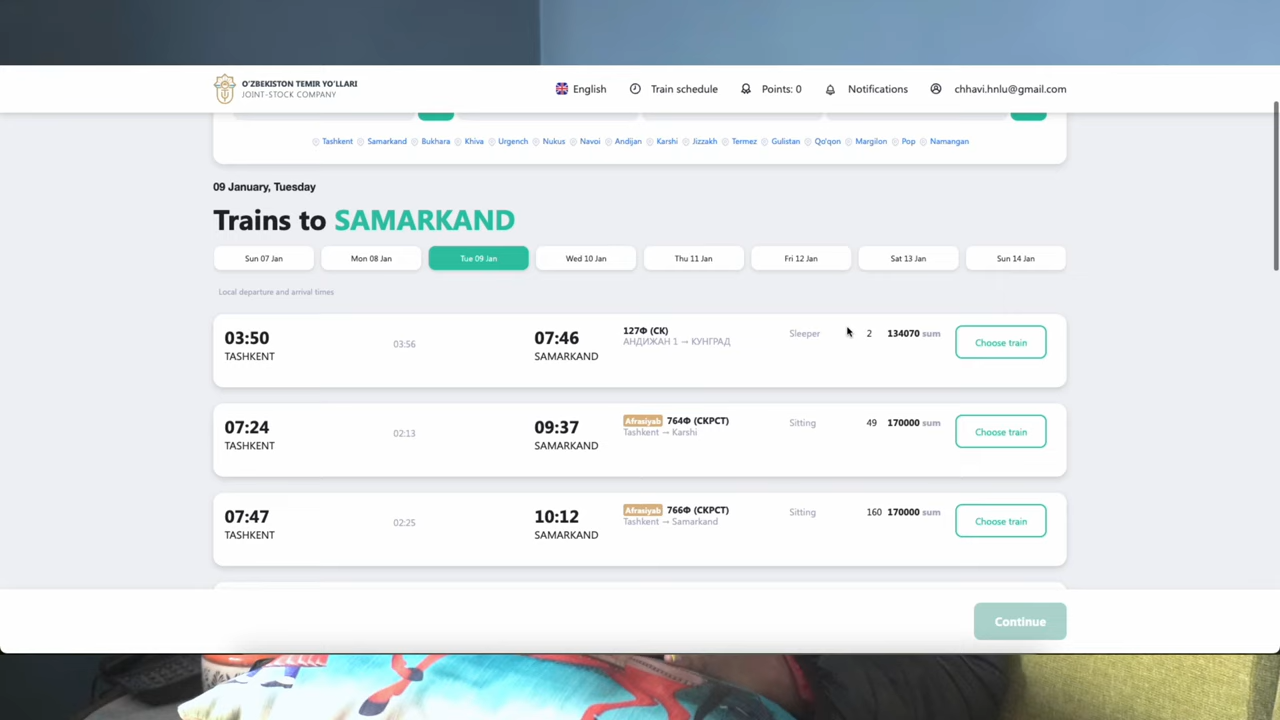 O'ZBEKISTON TEMIR YO'LLARI
JOINT-STOCK COMPANY
English
Train schedule
Points: 0
Notifications
chhavi.hnlu@gmail.com
Tashkent Samarkand Bukhara Khiva Urgench Nukus Navoi Andijan Karshi Jizzakh Termez Gulistan Qo'qon Margilon Pop Namangan
09 January, Tuesday
Trains to SAMARKAND
Sun 07 Jan
Mon 08 Jan
Tue 09 Jan
Wed 10 Jan
Thu 11 Jan
Fri 12 Jan
Sat 13 Jan
Sun 14 Jan
Local departure and arrival times
03:50
TASHKENT
03:56
07:46
SAMARKAND
127Ф (СК)
АНДИЖАН 1 → КУНГРАД
Sleeper
2
134070 sum
Choose train
07:24
TASHKENT
02:13
09:37
SAMARKAND
Afrasiyab 764Ф (СКРСТ)
Tashkent → Karshi
Sitting
49
170000 sum
Choose train
07:47
TASHKENT
02:25
10:12
SAMARKAND
Afrasiyab 766Ф (СКРСТ)
Tashkent → Samarkand
Sitting
160
170000 sum
Choose train
Continue